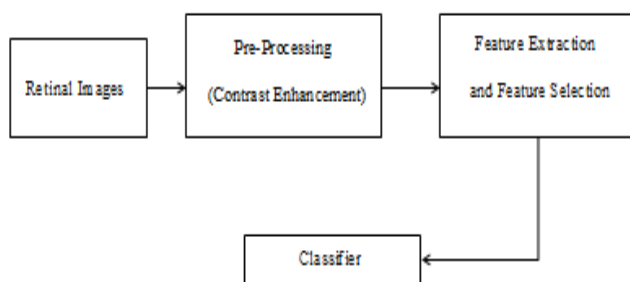 Retinal Images
Pre-Processing
(Contrast Enhancement)
Feature Extraction
and Feature Selection
Classifier